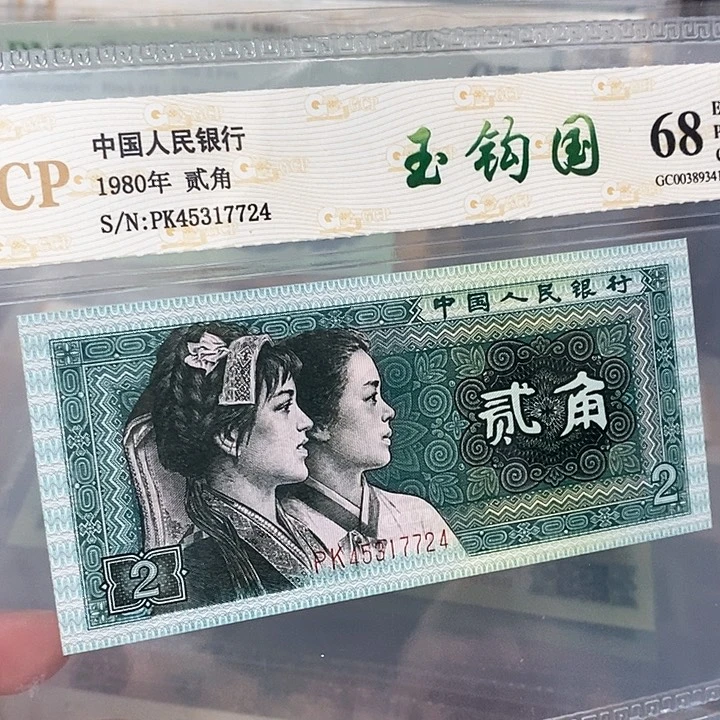 CP
中国人民银行
1980年 贰角
S/N:PK45317724
玉钩国
68
E
P
GC0038934
中国人民银行
贰角
2
2
PK45317724